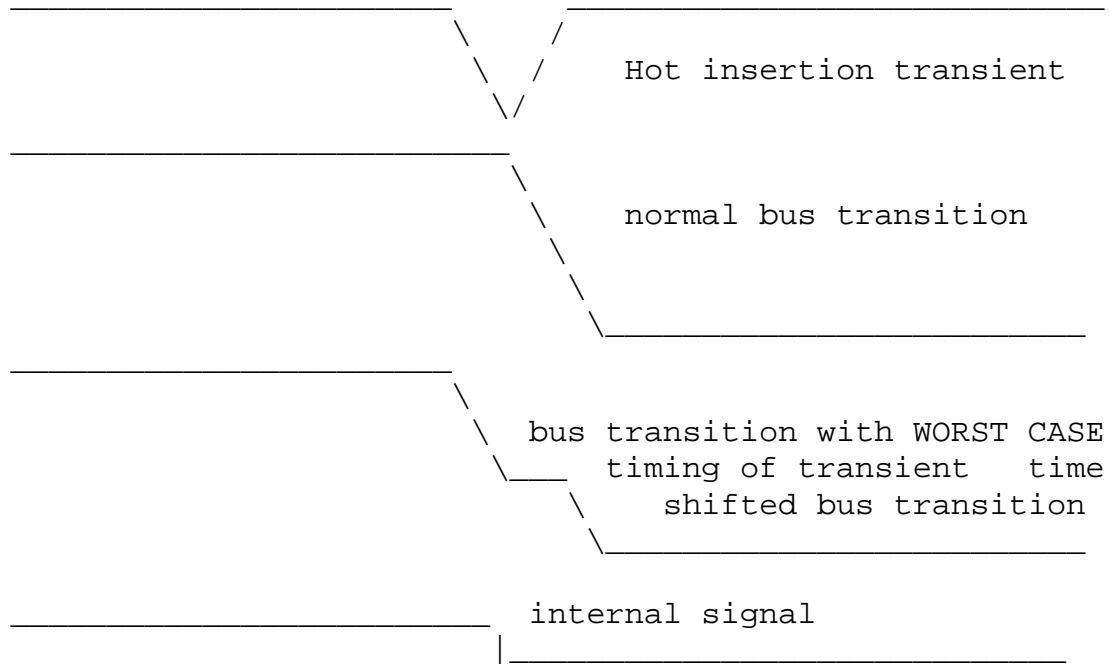 Hot insertion transient
normal bus transition
bus transition with WORST CASE
timing of transient time
shifted bus transition
internal signal